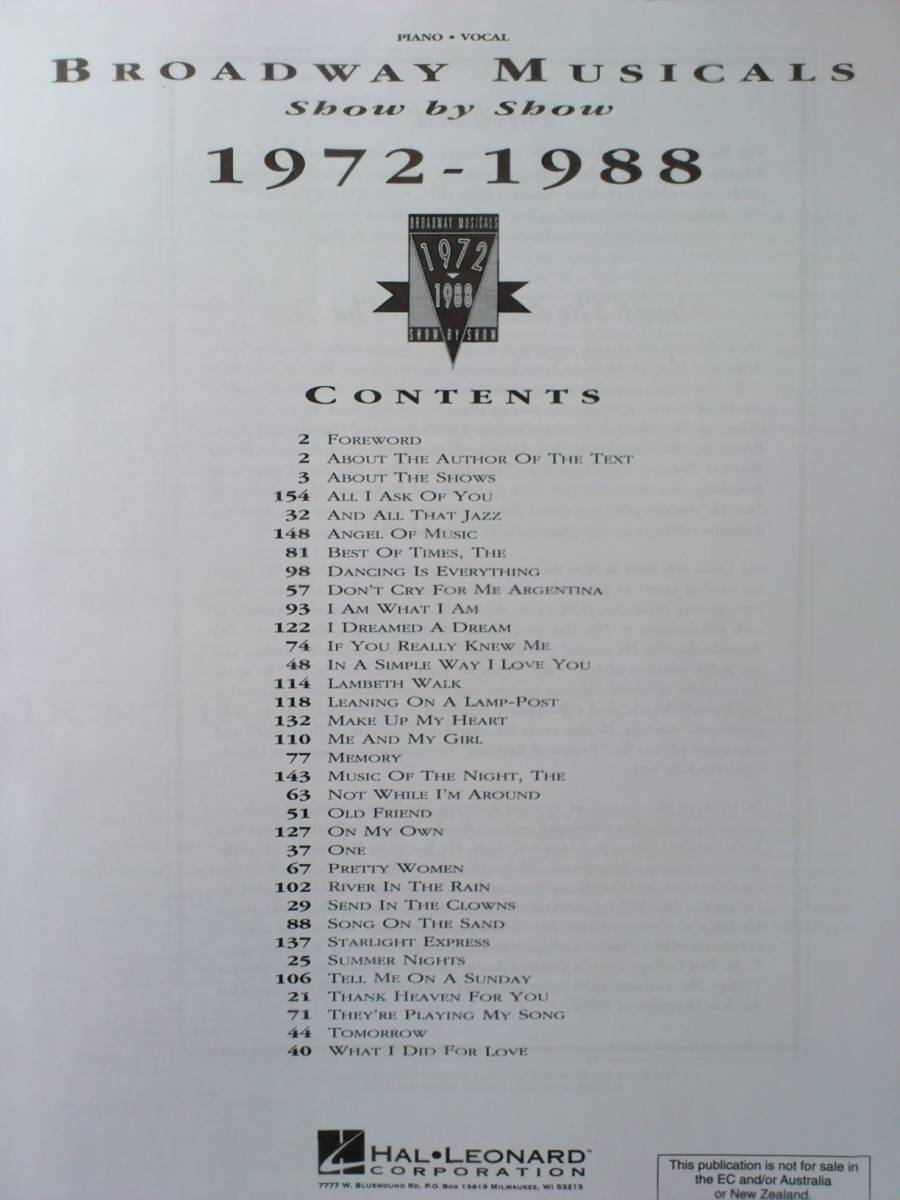 PIANO • VOCAL
BROADWAY MUSICALS
Show by Show
1972-1988
BROADWAY MUSICALS
1972
1988
SHOW BY SHOW
CONTENTS
2 FOREWORD
2 ABOUT THE AUTHOR OF THE TEXT
3 ABOUT THE SHOWS
154 ALL I ASK OF YOU
32 AND ALL THAT JAZZ
148 ANGEL OF MUSIC
81 BEST OF TIMES, THE
98 DANCING IS EVERYTHING
57 DON'T CRY FOR ME ARGENTINA
93 I AM WHAT I AM
122 I DREAMED A DREAM
74 IF YOU REALLY KNEW ME
48 IN A SIMPLE WAY I LOVE YOU
114 LAMBETH WALK
118 LEANING ON A LAMP-POST
132 MAKE UP MY HEART
110 ME AND MY GIRL
77 MEMORY
143 MUSIC OF THE NIGHT, THE
63 NOT WHILE I'M AROUND
51 OLD FRIEND
127 ON MY OWN
37 ONE
67 PRETTY WOMEN
102 RIVER IN THE RAIN
29 SEND IN THE CLOWNS
88 SONG ON THE SAND
137 STARLIGHT EXPRESS
25 SUMMER NIGHTS
106 TELL ME ON A SUNDAY
21 THANK HEAVEN FOR YOU
71 THEY'RE PLAYING MY SONG
44 TOMORROW
40 WHAT I DID FOR LOVE
HAL•LEONARD
CORPORATION
7777 W. BLUEMOUND RD. P.O. BOX 13819 MILWAUKEE, WI 53213
This publication is not for sale in
the EC and/or Australia
or New Zealand.